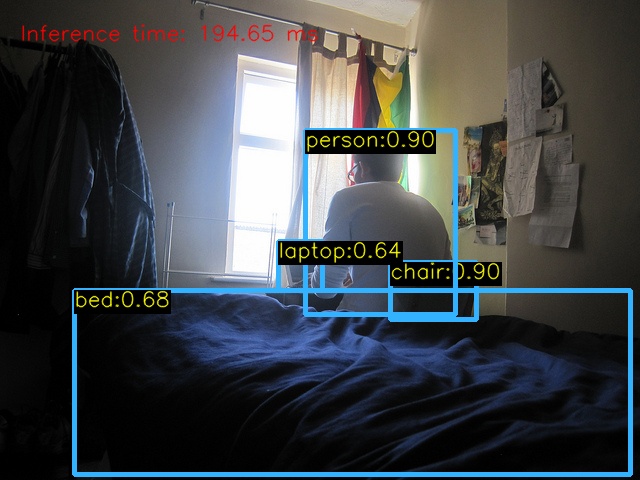 Inference time: 194.65 ms
person:0.90
laptop:0.64
chair:0.90
bed:0.68